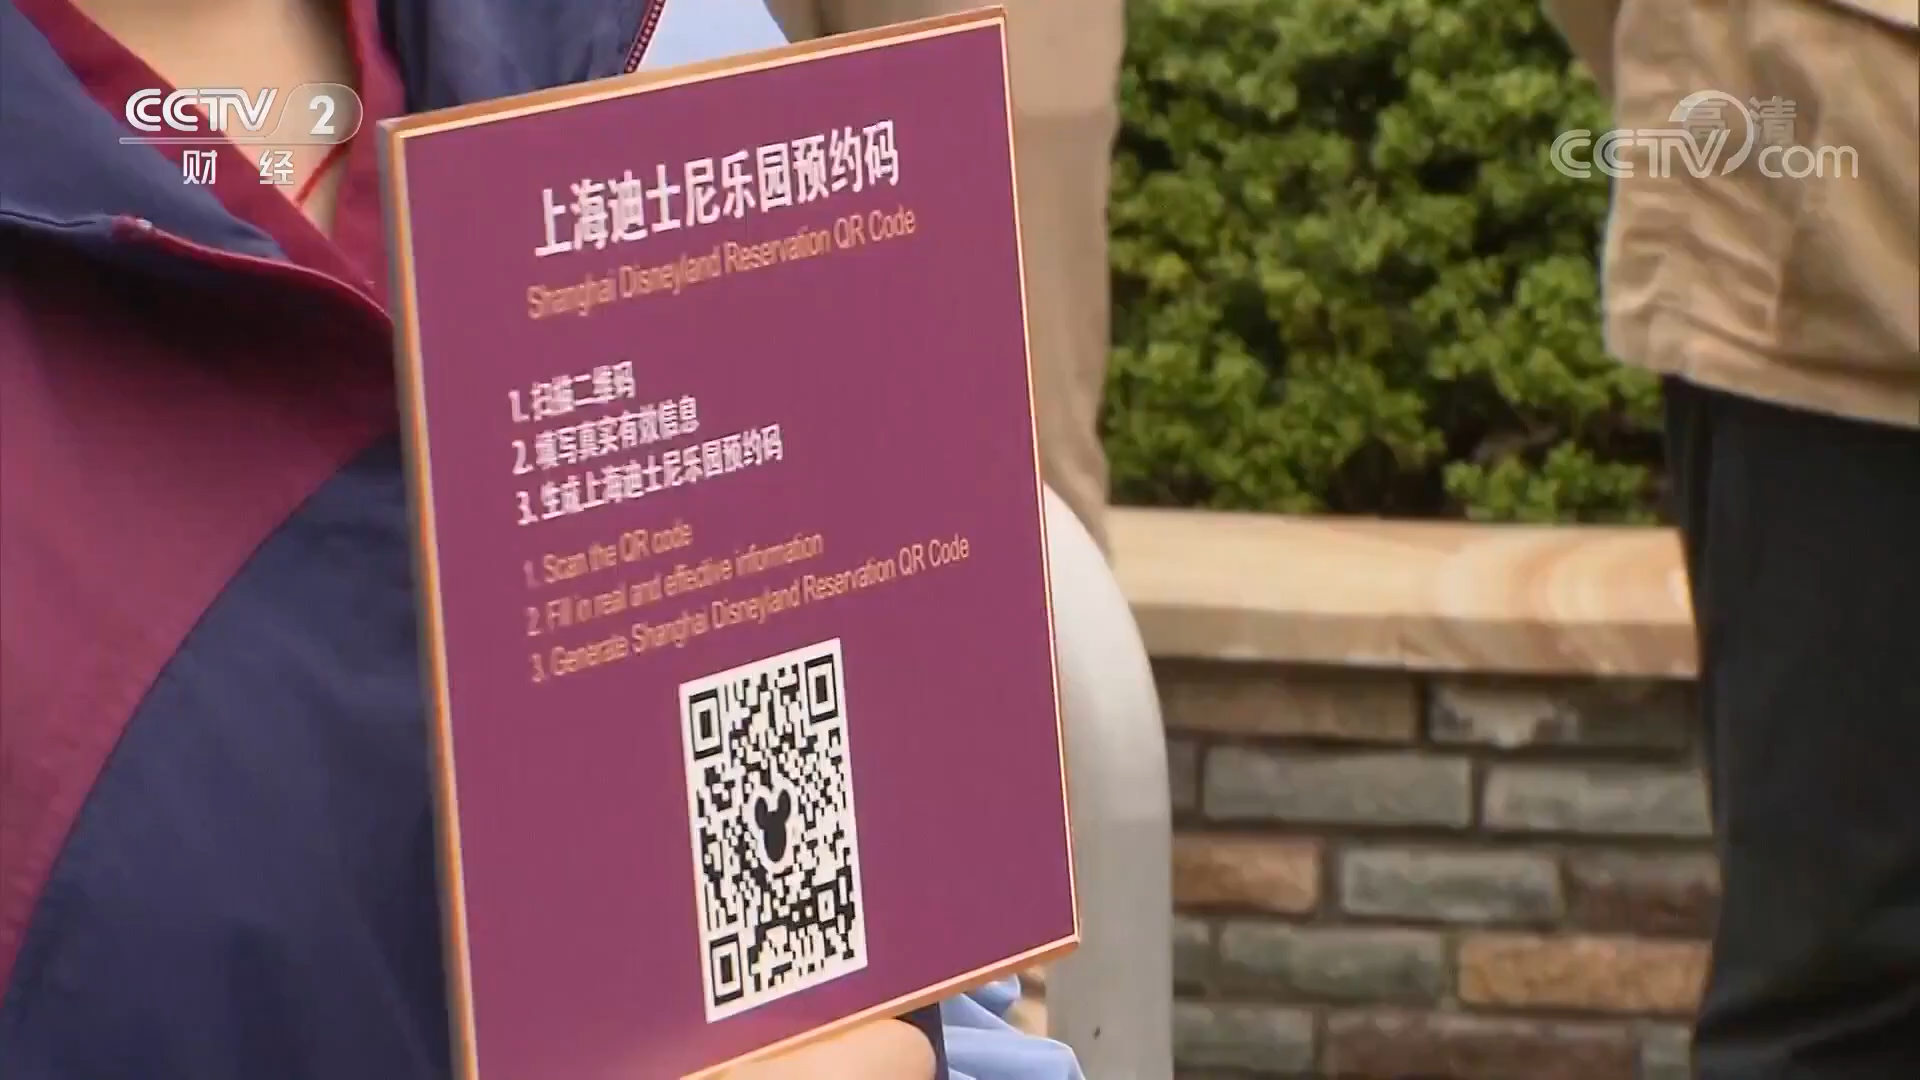 CCTV 2
财经
高清
CCTV com
上海迪士尼乐园预约码
Shanghai Disneyland Reservation QR Code
1. 扫描二维码
2. 填写真实有效信息
3. 生成上海迪士尼乐园预约码
1. Scan the QR code
2. Fill in real and effective information
3. Generate Shanghai Disneyland Reservation QR Code